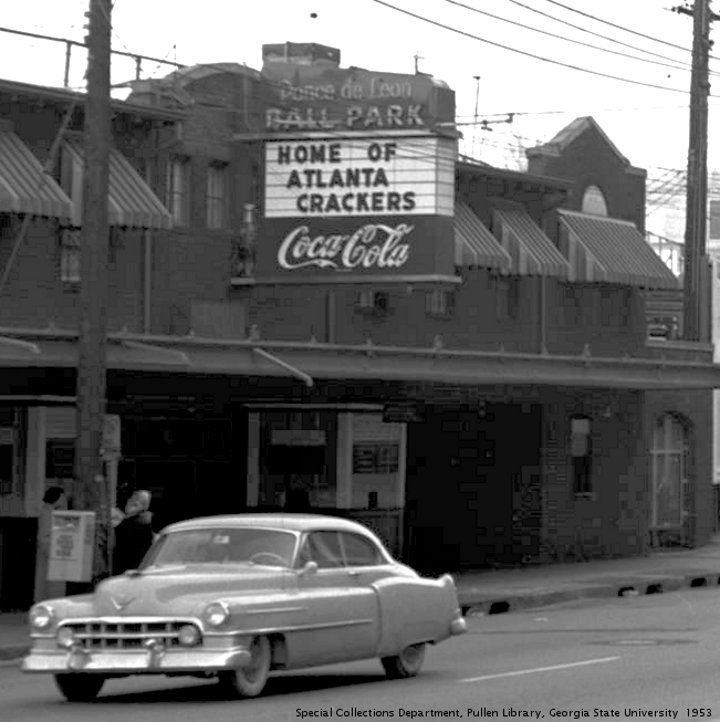 Ponce de Leon
BALL PARK
HOME OF
ATLANTA
CRACKERS
Coca-Cola
Special Collections Department, Pullen Library, Georgia State University 1953